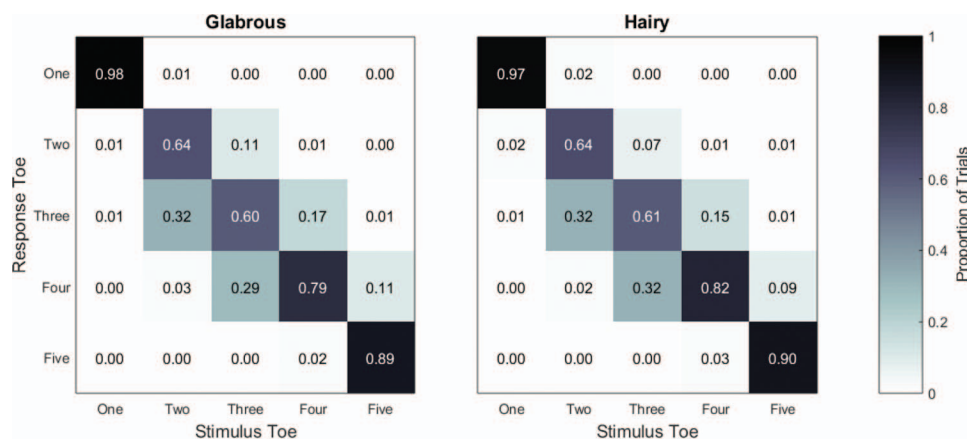 Glabrous Hairy
One 0.98 0.01 0.00 0.00 0.00 0.97 0.02 0.00 0.00 0.00 1
Two 0.01 0.64 0.11 0.01 0.00 0.02 0.64 0.07 0.01 0.01 0.8
Three 0.01 0.32 0.60 0.17 0.01 0.01 0.32 0.61 0.15 0.01 0.6
Four 0.00 0.03 0.29 0.79 0.11 0.00 0.02 0.32 0.82 0.09 0.4
Five 0.00 0.00 0.00 0.02 0.89 0.00 0.00 0.00 0.03 0.90 0.2
0
One Two Three Four Five One Two Three Four Five
Stimulus Toe Stimulus Toe
Response Toe
Proportion of Trials